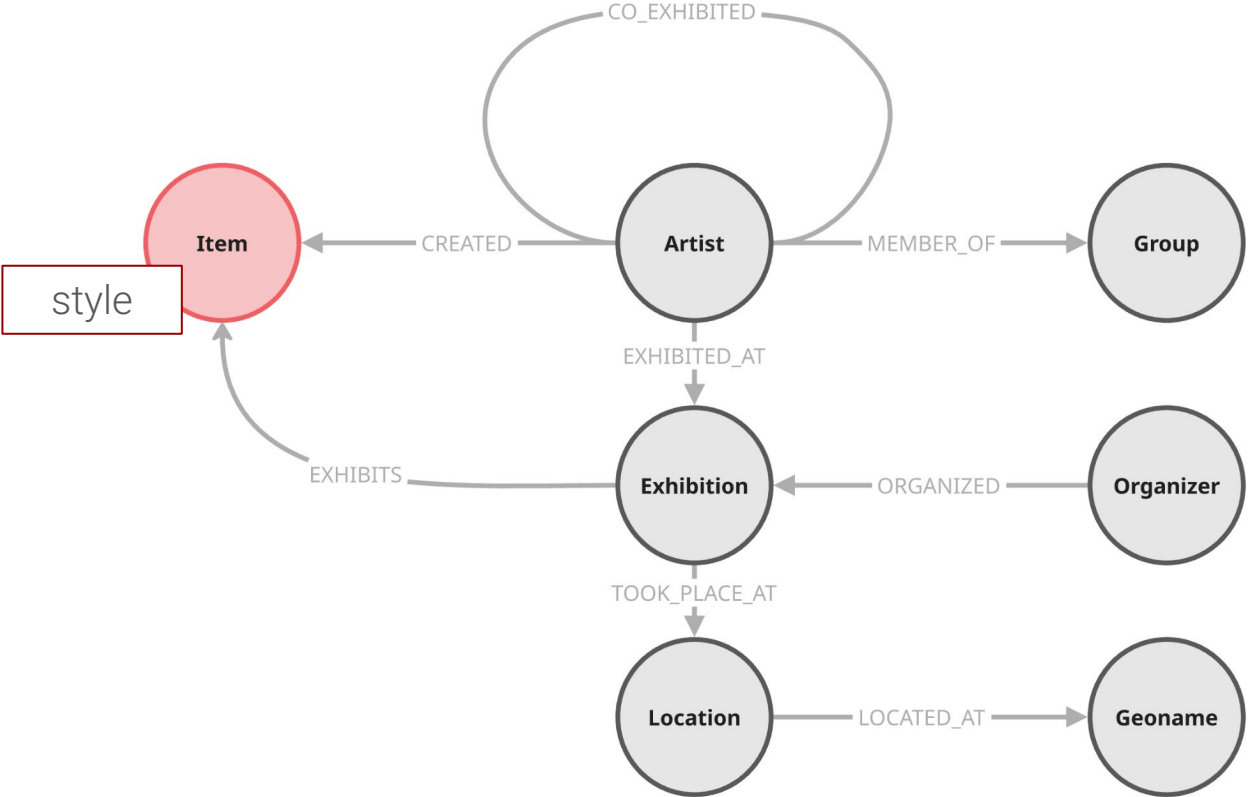 CO_EXHIBITED
Item
CREATED
Artist
MEMBER_OF
Group
style
EXHIBITED_AT
EXHIBITS
Exhibition
ORGANIZED
Organizer
TOOK_PLACE_AT
Location
LOCATED_AT
Geoname